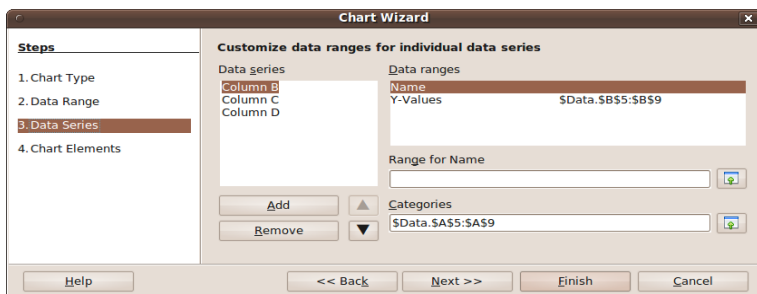 Chart Wizard
Steps
1. Chart Type
2. Data Range
3. Data Series
4. Chart Elements
Customize data ranges for individual data series
Data series
Column B
Column C
Column D
Add
Remove
Data ranges
Name
Y-Values $Data.$B$5:$B$9
Range for Name
Categories
$Data.$A$5:$A$9
Help
<< Back
Next >>
Finish
Cancel